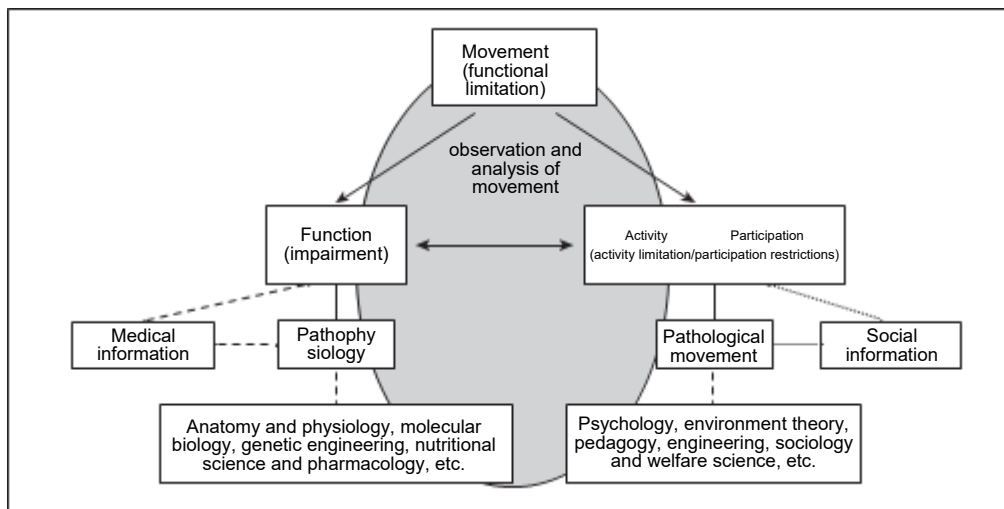 Movement
(functional
limitation)
observation and
analysis of
movement
Function
(impairment)
Activity Participation
(activity limitation/participation restrictions)
Medical
information
Pathophy
siology
Pathological
movement
Social
information
Anatomy and physiology, molecular
biology, genetic engineering, nutritional
science and pharmacology, etc.
Psychology, environment theory,
pedagogy, engineering, sociology
and welfare science, etc.